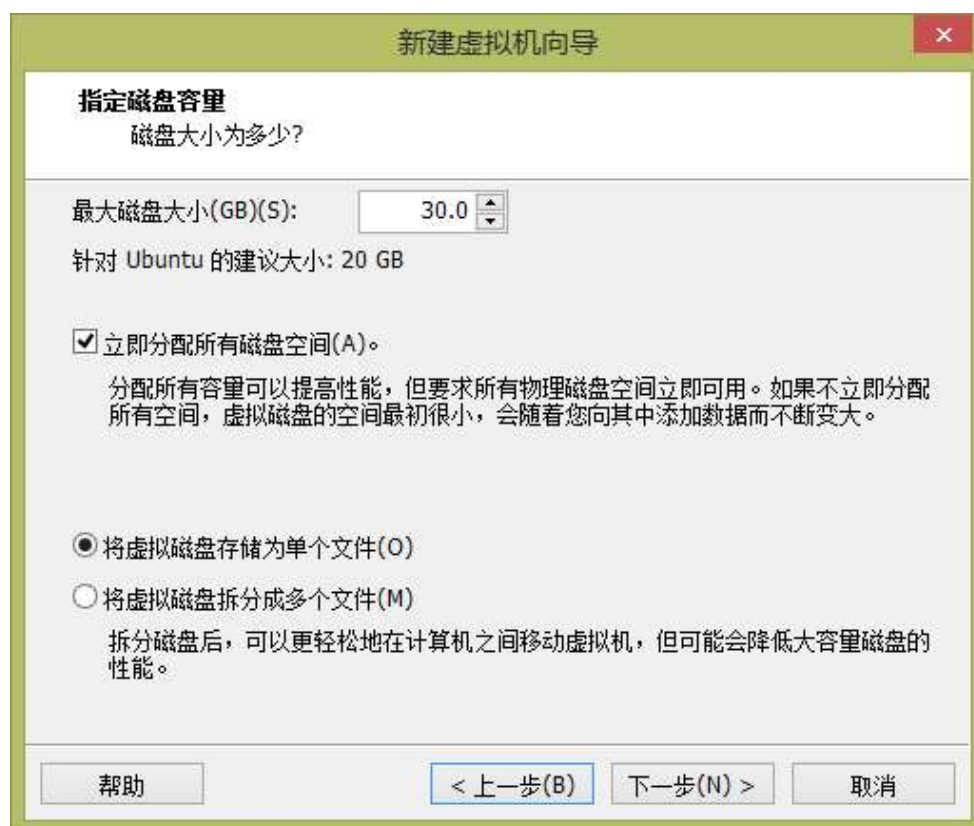 新建虚拟机向导
指定磁盘容量
磁盘大小为多少?
最大磁盘大小(GB)(S): 30.0
针对 Ubuntu 的建议大小: 20 GB
立即分配所有磁盘空间(A)。
分配所有容量可以提高性能，但要求所有物理磁盘空间立即可用。如果不立即分配
所有空间，虚拟磁盘的空间最初很小，会随着您向其中添加数据而不断变大。
将虚拟磁盘存储为单个文件(O)
将虚拟磁盘拆分成多个文件(M)
拆分磁盘后，可以更轻松地在计算机之间移动虚拟机，但可能会降低大容量磁盘的
性能。
帮助 < 上一步(B) 下一步(N) > 取消